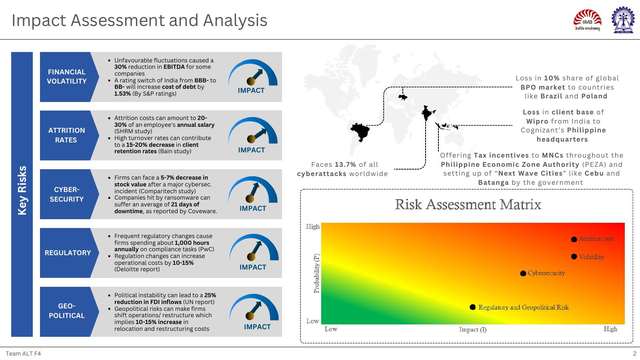 Impact Assessment and Analysis
Key Risks
FINANCIAL
VOLATILITY
• Unfavourable fluctuations caused a
30% reduction in EBITDA for some
companies
• A rating switch of India from BBB- to
BB- will increase cost of debt by
1.53% (By S&P ratings)
IMPACT
ATTRITION
RATES
• Attrition costs can amount to 20-
30% of an employee's annual salary
(SHRM study)
• High turnover rates can contribute
to a 15-20% decrease in client
retention rates (Bain study)
IMPACT
CYBER-
SECURITY
• Firms can face a 5-7% decrease in
stock value after a major cybersec.
incident (Comparitech study)
• Companies hit by ransomware can
suffer an average of 21 days of
downtime, as reported by Coveware.
IMPACT
REGULATORY
• Frequent regulatory changes cause
firms spending about 1,000 hours
annually on compliance tasks (PwC)
• Regulation changes can increase
operational costs by 10-15%
(Deloitte report)
IMPACT
GEO-
POLITICAL
• Political instability can lead to a 25%
reduction in FDI inflows (UN report)
• Geopolitical risks can make firms
shift operations/ restructure which
implies 10-15% increase in
relocation and restructuring costs
IMPACT
Loss in 10% share of global
BPO market to countries
like Brazil and Poland
Loss in client base of
Wipro from India to
Cognizant's Philippine
headquarters
Faces 13.7% of all
cyberattacks worldwide
Offering Tax incentives to MNCs throughout the
Philippine Economic Zone Authority (PEZA) and
setting up of "Next Wave Cities" like Cebu and
Batanga by the government
Risk Assessment Matrix
High
Probability (P)
Low
Low
Impact (I)
High
Volatility
Cybersecurity
Regulatory and Geopolitical Risk
Team ALT F4
2